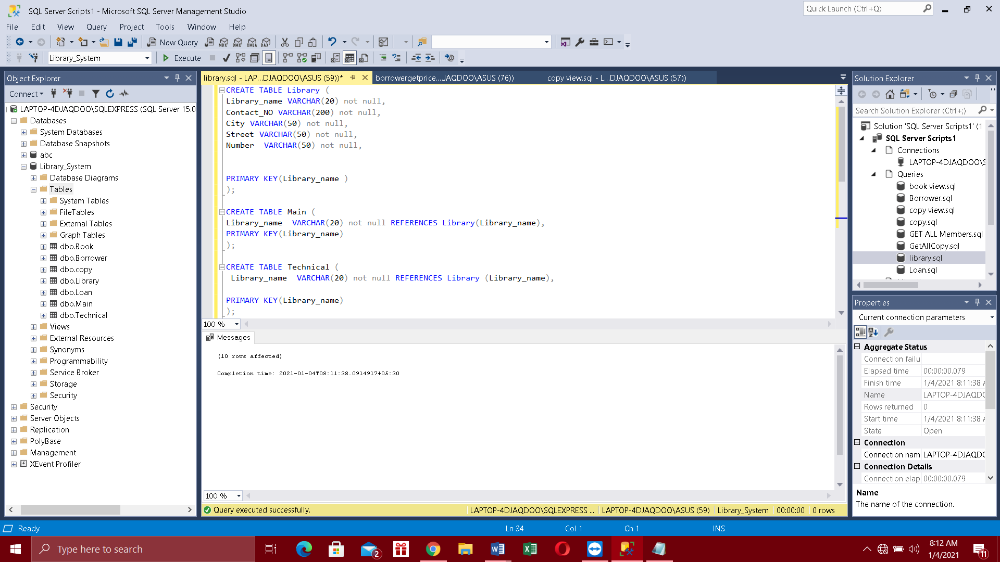 SQL Server Scripts1 - Microsoft SQL Server Management Studio
Quick Launch (Ctrl+Q)
File Edit View Query Project Tools Window Help
New Query
MDX DMX XMLA DAX
Library_System
Execute
Object Explorer
Connect
LAPTOP-4DJAQDOO\SQLEXPRESS (SQL Server 15.0
Databases
System Databases
Database Snapshots
abc
Library_System
Database Diagrams
Tables
System Tables
FileTables
External Tables
Graph Tables
dbo.Book
dbo.Borrower
dbo.copy
dbo.Library
dbo.Loan
dbo.Main
dbo.Technical
Views
External Resources
Synonyms
Programmability
Service Broker
Storage
Security
Security
Server Objects
Replication
PolyBase
Management
XEvent Profiler
library.sql - LAP...DJAQDOO\ASUS (59))*
borrowergetprice....JAQDOO\ASUS (76))
copy view.sql - L...DJAQDOO\ASUS (57))
CREATE TABLE Library (
Library_name VARCHAR(20) not null,
Contact_NO VARCHAR(200) not null,
City VARCHAR(50) not null,
Street VARCHAR(50) not null,
Number  VARCHAR(50) not null,
PRIMARY KEY(Library_name )
);
CREATE TABLE Main (
Library_name  VARCHAR(20) not null REFERENCES Library(Library_name),
PRIMARY KEY(Library_name)
);
CREATE TABLE Technical (
Library_name  VARCHAR(20) not null REFERENCES Library (Library_name),
PRIMARY KEY(Library_name)
);
100 %
Messages
(10 rows affected)
Completion time: 2021-01-04T08:11:38.0914917+05:30
100 %
Query executed successfully.
LAPTOP-4DJAQDOO\SQLEXPRESS ...
LAPTOP-4DJAQDOO\ASUS (59)
Library_System
00:00:00
0 rows
Solution Explorer
Search Solution Explorer (Ctrl+;)
Solution 'SQL Server Scripts1' (1
SQL Server Scripts1
Connections
LAPTOP-4DJAQDOO\S
Queries
book view.sql
Borrower.sql
copy view.sql
copy.sql
GET ALL Members.sql
GetAllCopy.sql
library.sql
Loan.sql
Properties
Current connection parameters
Aggregate Status
Connection failu
Elapsed time 00:00:00.079
Finish time 1/4/2021 8:11:38 A
Name LAPTOP-4DJAQDO
Rows returned 0
Start time 1/4/2021 8:11:38 A
State Open
Connection
Connection nam LAPTOP-4DJAQDO
Connection Details
Connection elap 00:00:00.079
Name
The name of the connection.
Ready
Ln 34
Col 1
Ch 1
INS
Type here to search
2
8:12 AM
1/4/2021
11